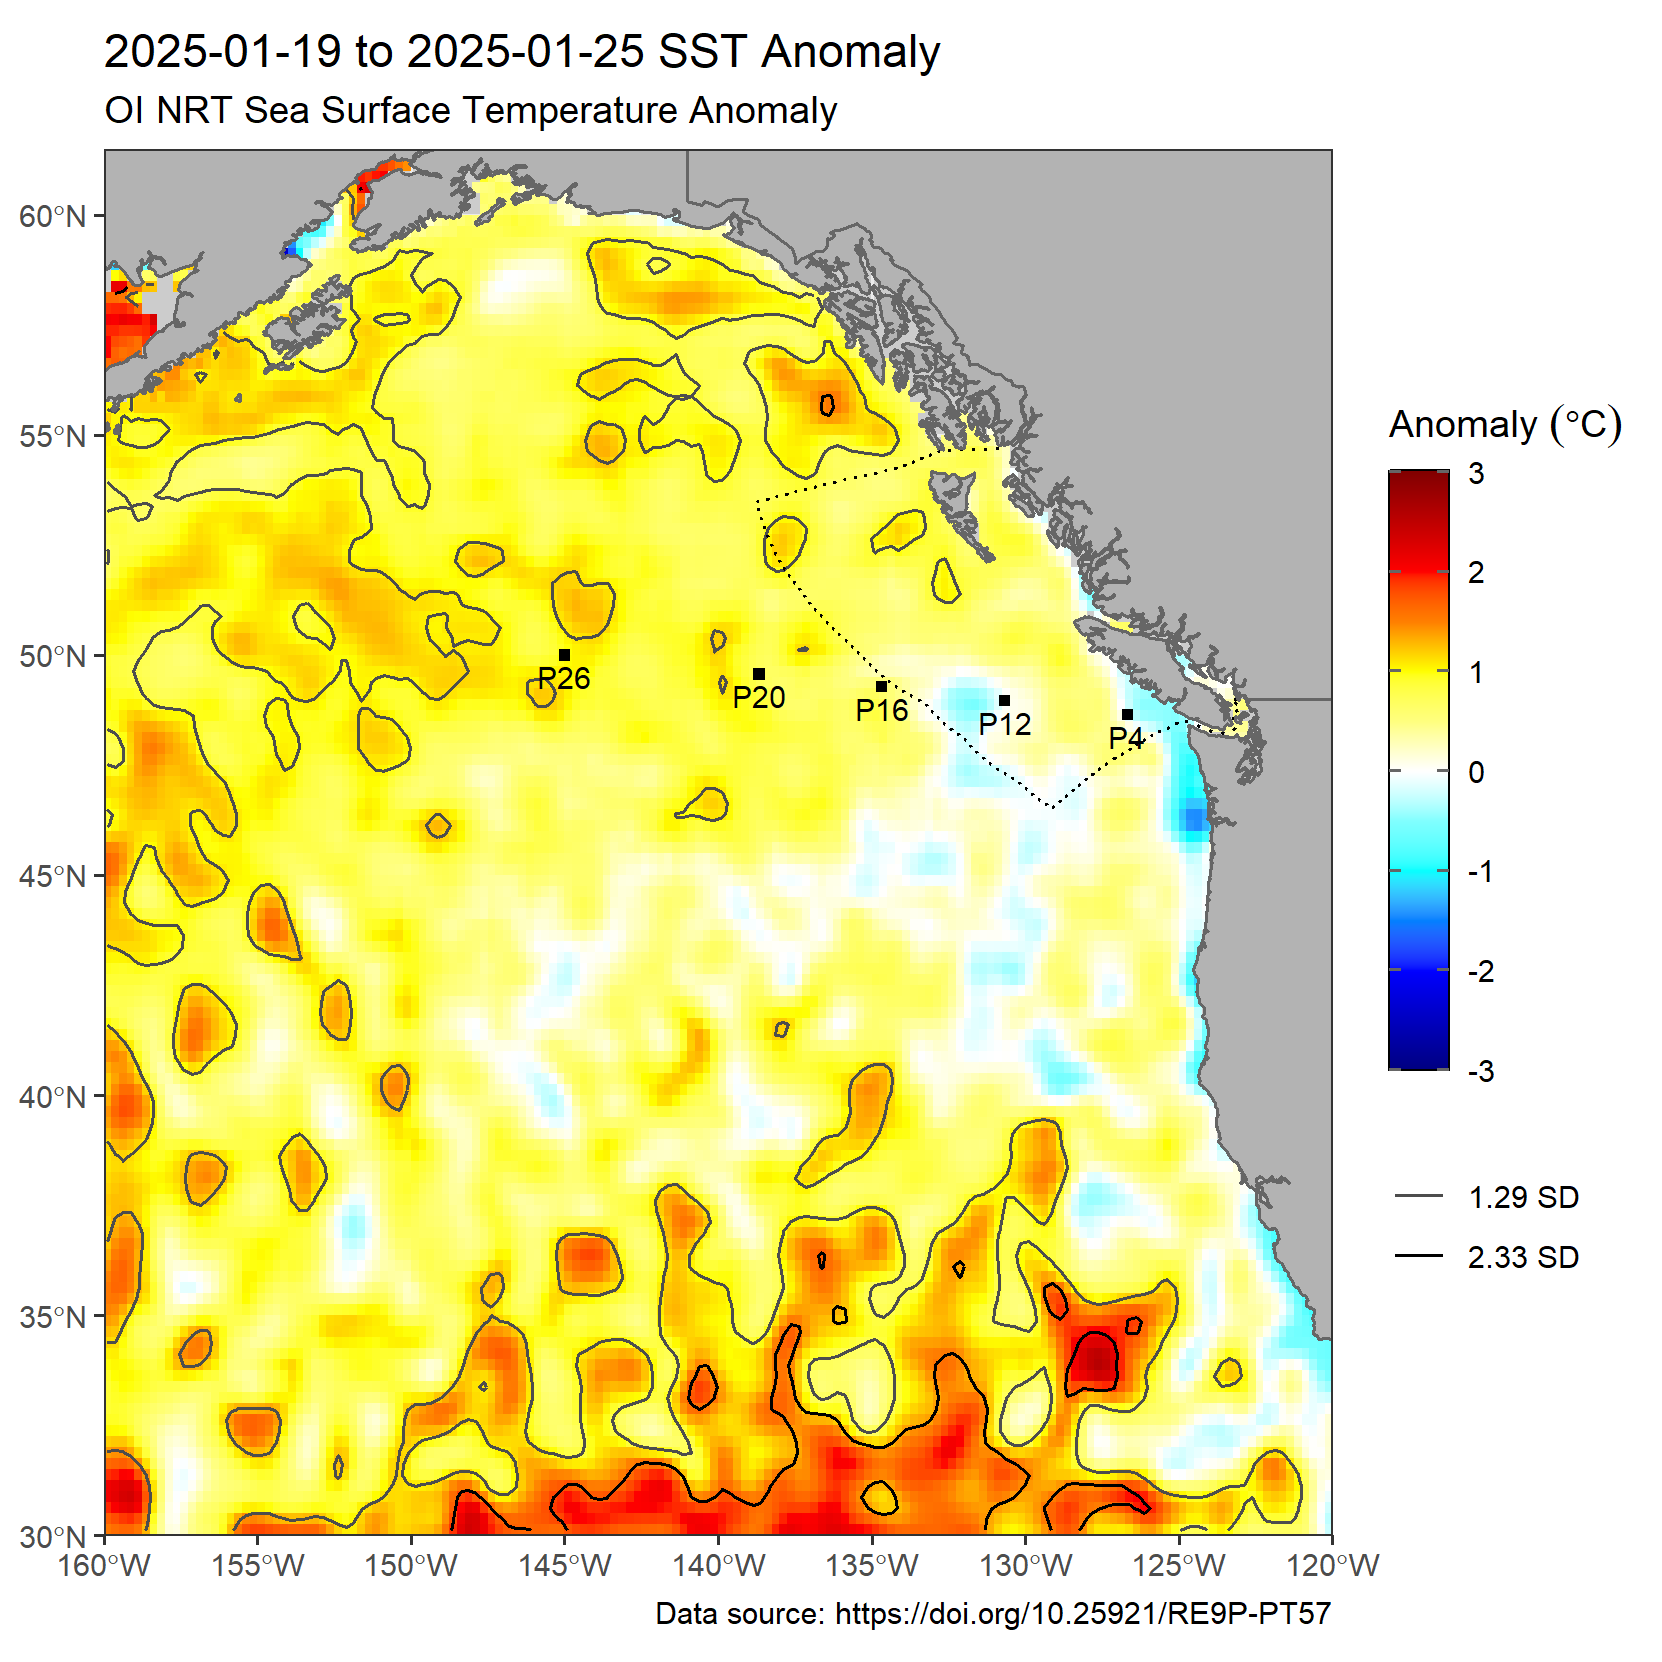 2025-01-19 to 2025-01-25 SST Anomaly
OI NRT Sea Surface Temperature Anomaly
60°N
55°N
50°N
45°N
40°N
35°N
30°N
160°W
155°W
150°W
145°W
140°W
135°W
130°W
125°W
120°W
P26
P20
P16
P12
P4
Anomaly (°C)
3
2
1
0
-1
-2
-3
1.29 SD
2.33 SD
Data source: https://doi.org/10.25921/RE9P-PT57